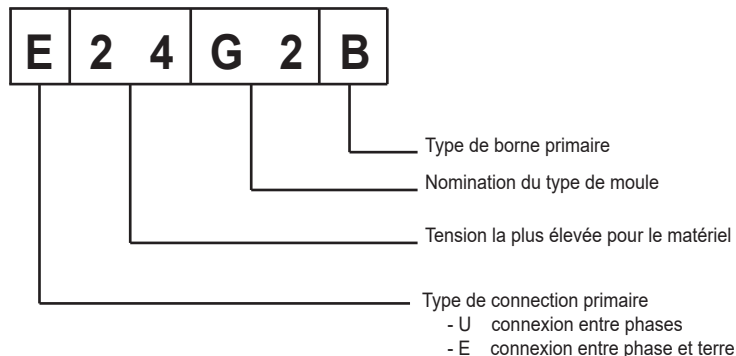 E 2 4 G 2 B
Type de borne primaire
Nomination du type de moule
Tension la plus élevée pour le matériel
Type de connection primaire
- U connexion entre phases
- E connexion entre phase et terre